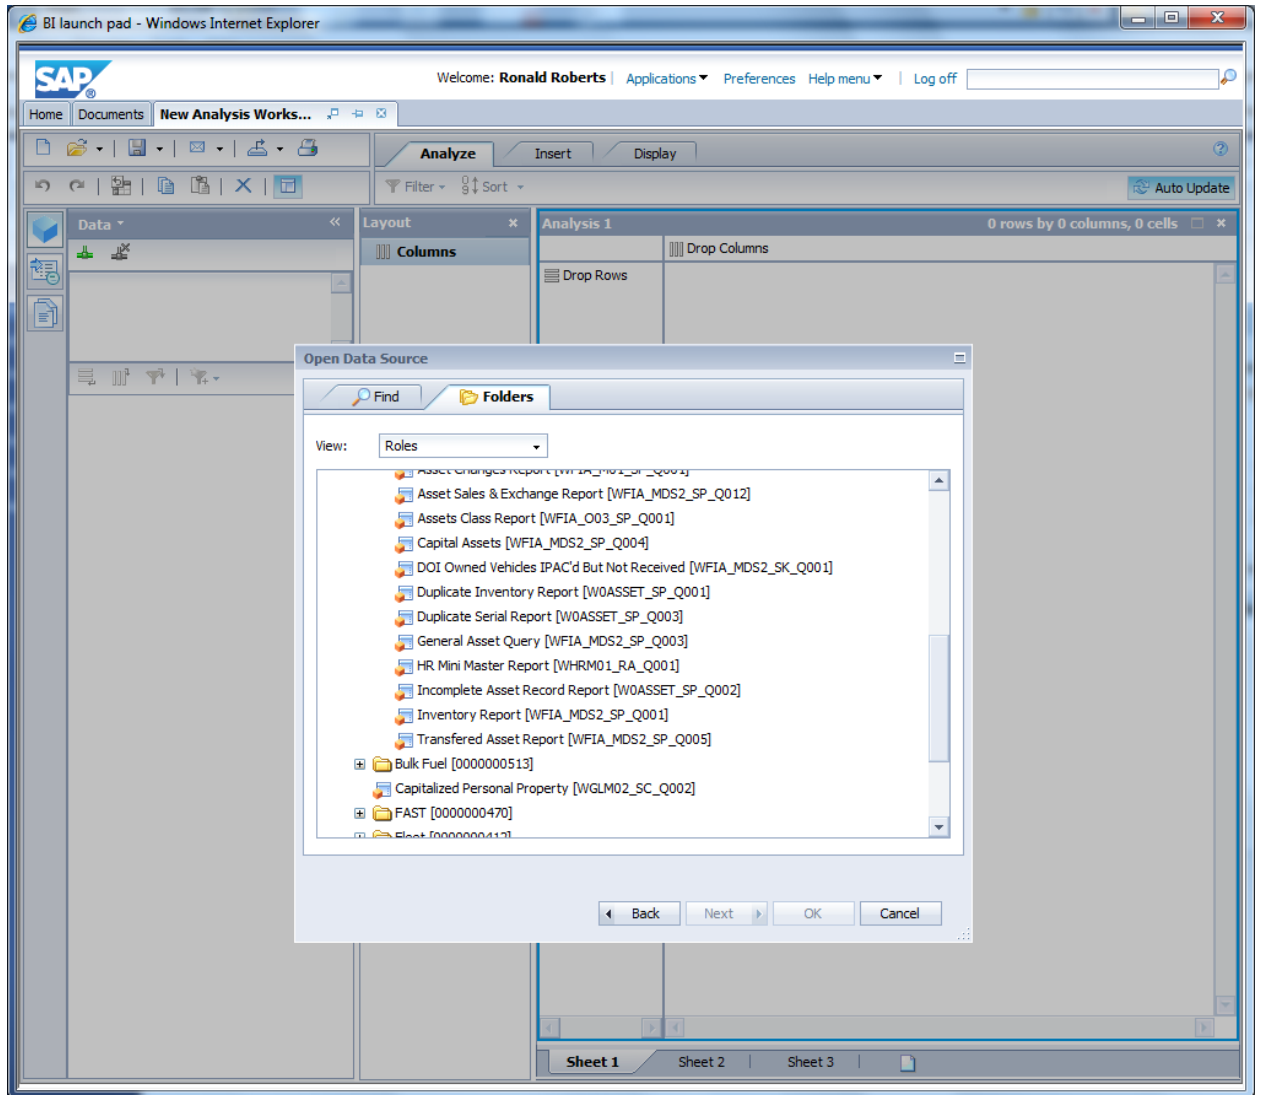 BI launch pad - Windows Internet Explorer
SAP ®
Welcome: Ronald Roberts | Applications Preferences Help menu | Log off
Home Documents New Analysis Works...
Analyze Insert Display
Filter Sort Auto Update
Data Layout Analysis 1 0 rows by 0 columns, 0 cells
Columns Drop Columns
Drop Rows
Open Data Source
Find Folders
View: Roles
Asset Changes Report [WFIA_M01_SP_Q001]
Asset Sales & Exchange Report [WFIA_MDS2_SP_Q012]
Assets Class Report [WFIA_O03_SP_Q001]
Capital Assets [WFIA_MDS2_SP_Q004]
DOI Owned Vehicles IPAC'd But Not Received [WFIA_MDS2_SK_Q001]
Duplicate Inventory Report [W0ASSET_SP_Q001]
Duplicate Serial Report [W0ASSET_SP_Q003]
General Asset Query [WFIA_MDS2_SP_Q003]
HR Mini Master Report [WHRM01_RA_Q001]
Incomplete Asset Record Report [W0ASSET_SP_Q002]
Inventory Report [WFIA_MDS2_SP_Q001]
Transfered Asset Report [WFIA_MDS2_SP_Q005]
Bulk Fuel [0000000513]
Capitalized Personal Property [WGLM02_SC_Q002]
FAST [0000000470]
Fleet [0000000412]
Back Next OK Cancel
Sheet 1 Sheet 2 Sheet 3